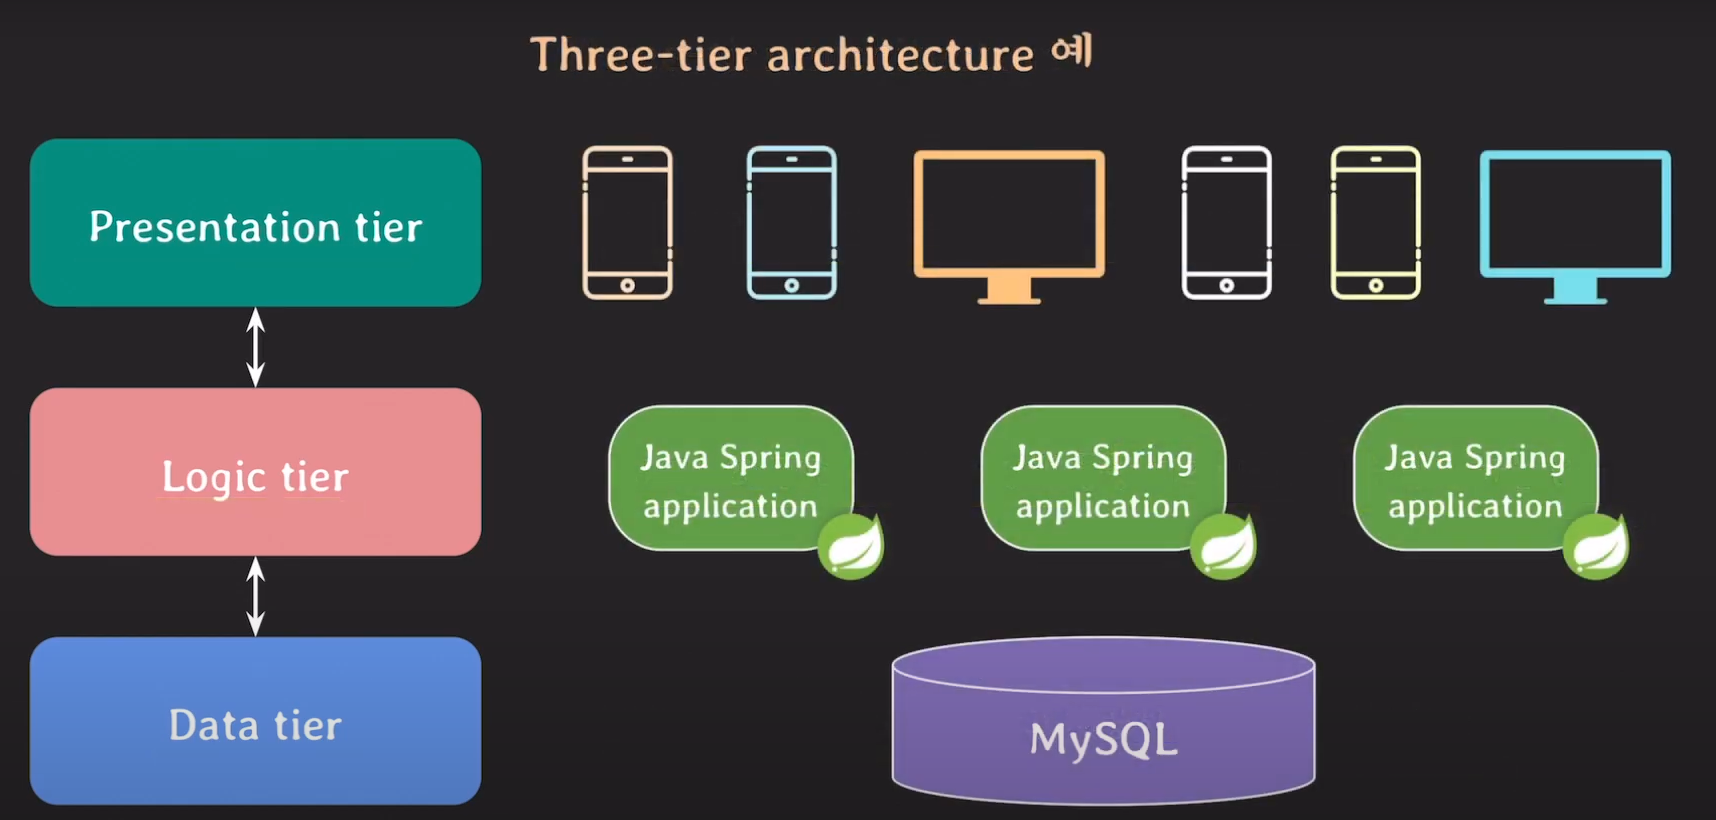 Three-tier architecture 예
Presentation tier
Logic tier
Java Spring
application
Java Spring
application
Java Spring
application
Data tier
MySQL